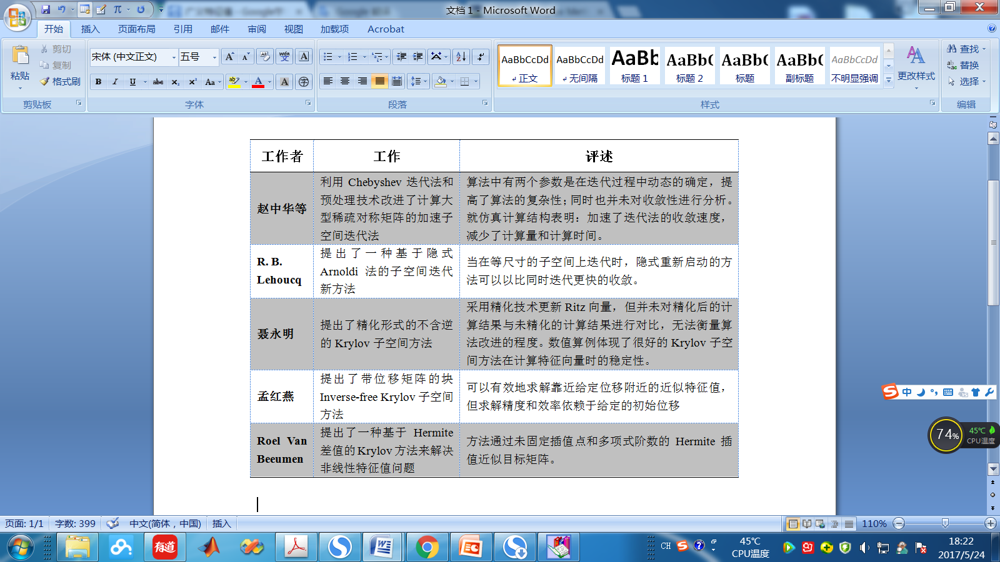 文档 1 - Microsoft Word
开始 插入 页面布局 引用 邮件 审阅 视图 加载项 Acrobat
粘贴
剪切
复制
格式刷
剪贴板
宋体 (中文正文) 五号
字体
段落
AaBbCcDd AaBbCcDd AaBb AaBb( AaBb( AaBb( AaBbCcDd
正文 无间隔 标题 1 标题 2 标题 副标题 不明显强调
更改样式
样式
查找
替换
选择
编辑
工作者 工作 评述
赵中华等
利用 Chebyshev 迭代法和
预处理技术改进了计算大
型稀疏对称矩阵的加速子
空间迭代法
算法中有两个参数是在迭代过程中动态的确定，提
高了算法的复杂性；同时也并未对收敛性进行分析。
就仿真计算结构表明：加速了迭代法的收敛速度，
减少了计算量和计算时间。
R. B.
Lehoucq
提出了一种基于隐式
Arnoldi 法的子空间迭代
新方法
当在等尺寸的子空间上迭代时，隐式重新启动的方
法可以以比同时迭代更快的收敛。
聂永明
提出了精化形式的不含逆
的 Krylov 子空间方法
采用精化技术更新 Ritz 向量，但并未对精化后的计
算结果与未精化的计算结果进行对比，无法衡量算
法改进的程度。数值算例体现了很好的 Krylov 子空
间方法在计算特征向量时的稳定性。
孟红燕
提出了带位移矩阵的块
Inverse-free Krylov 子空间
方法
可以有效地求解靠近给定位移附近的近似特征值，
但求解精度和效率依赖于给定的初始位移
Roel Van
Beeumen
提出了一种基于 Hermite
差值的 Krylov 方法来解决
非线性特征值问题
方法通过未固定插值点和多项式阶数的 Hermite 插
值近似目标矩阵。
中
74%
45℃
CPU温度
页面: 1/1 字数: 399 中文(简体，中国) 插入 110%
有道
CH
45℃
CPU温度
18:22
2017/5/24